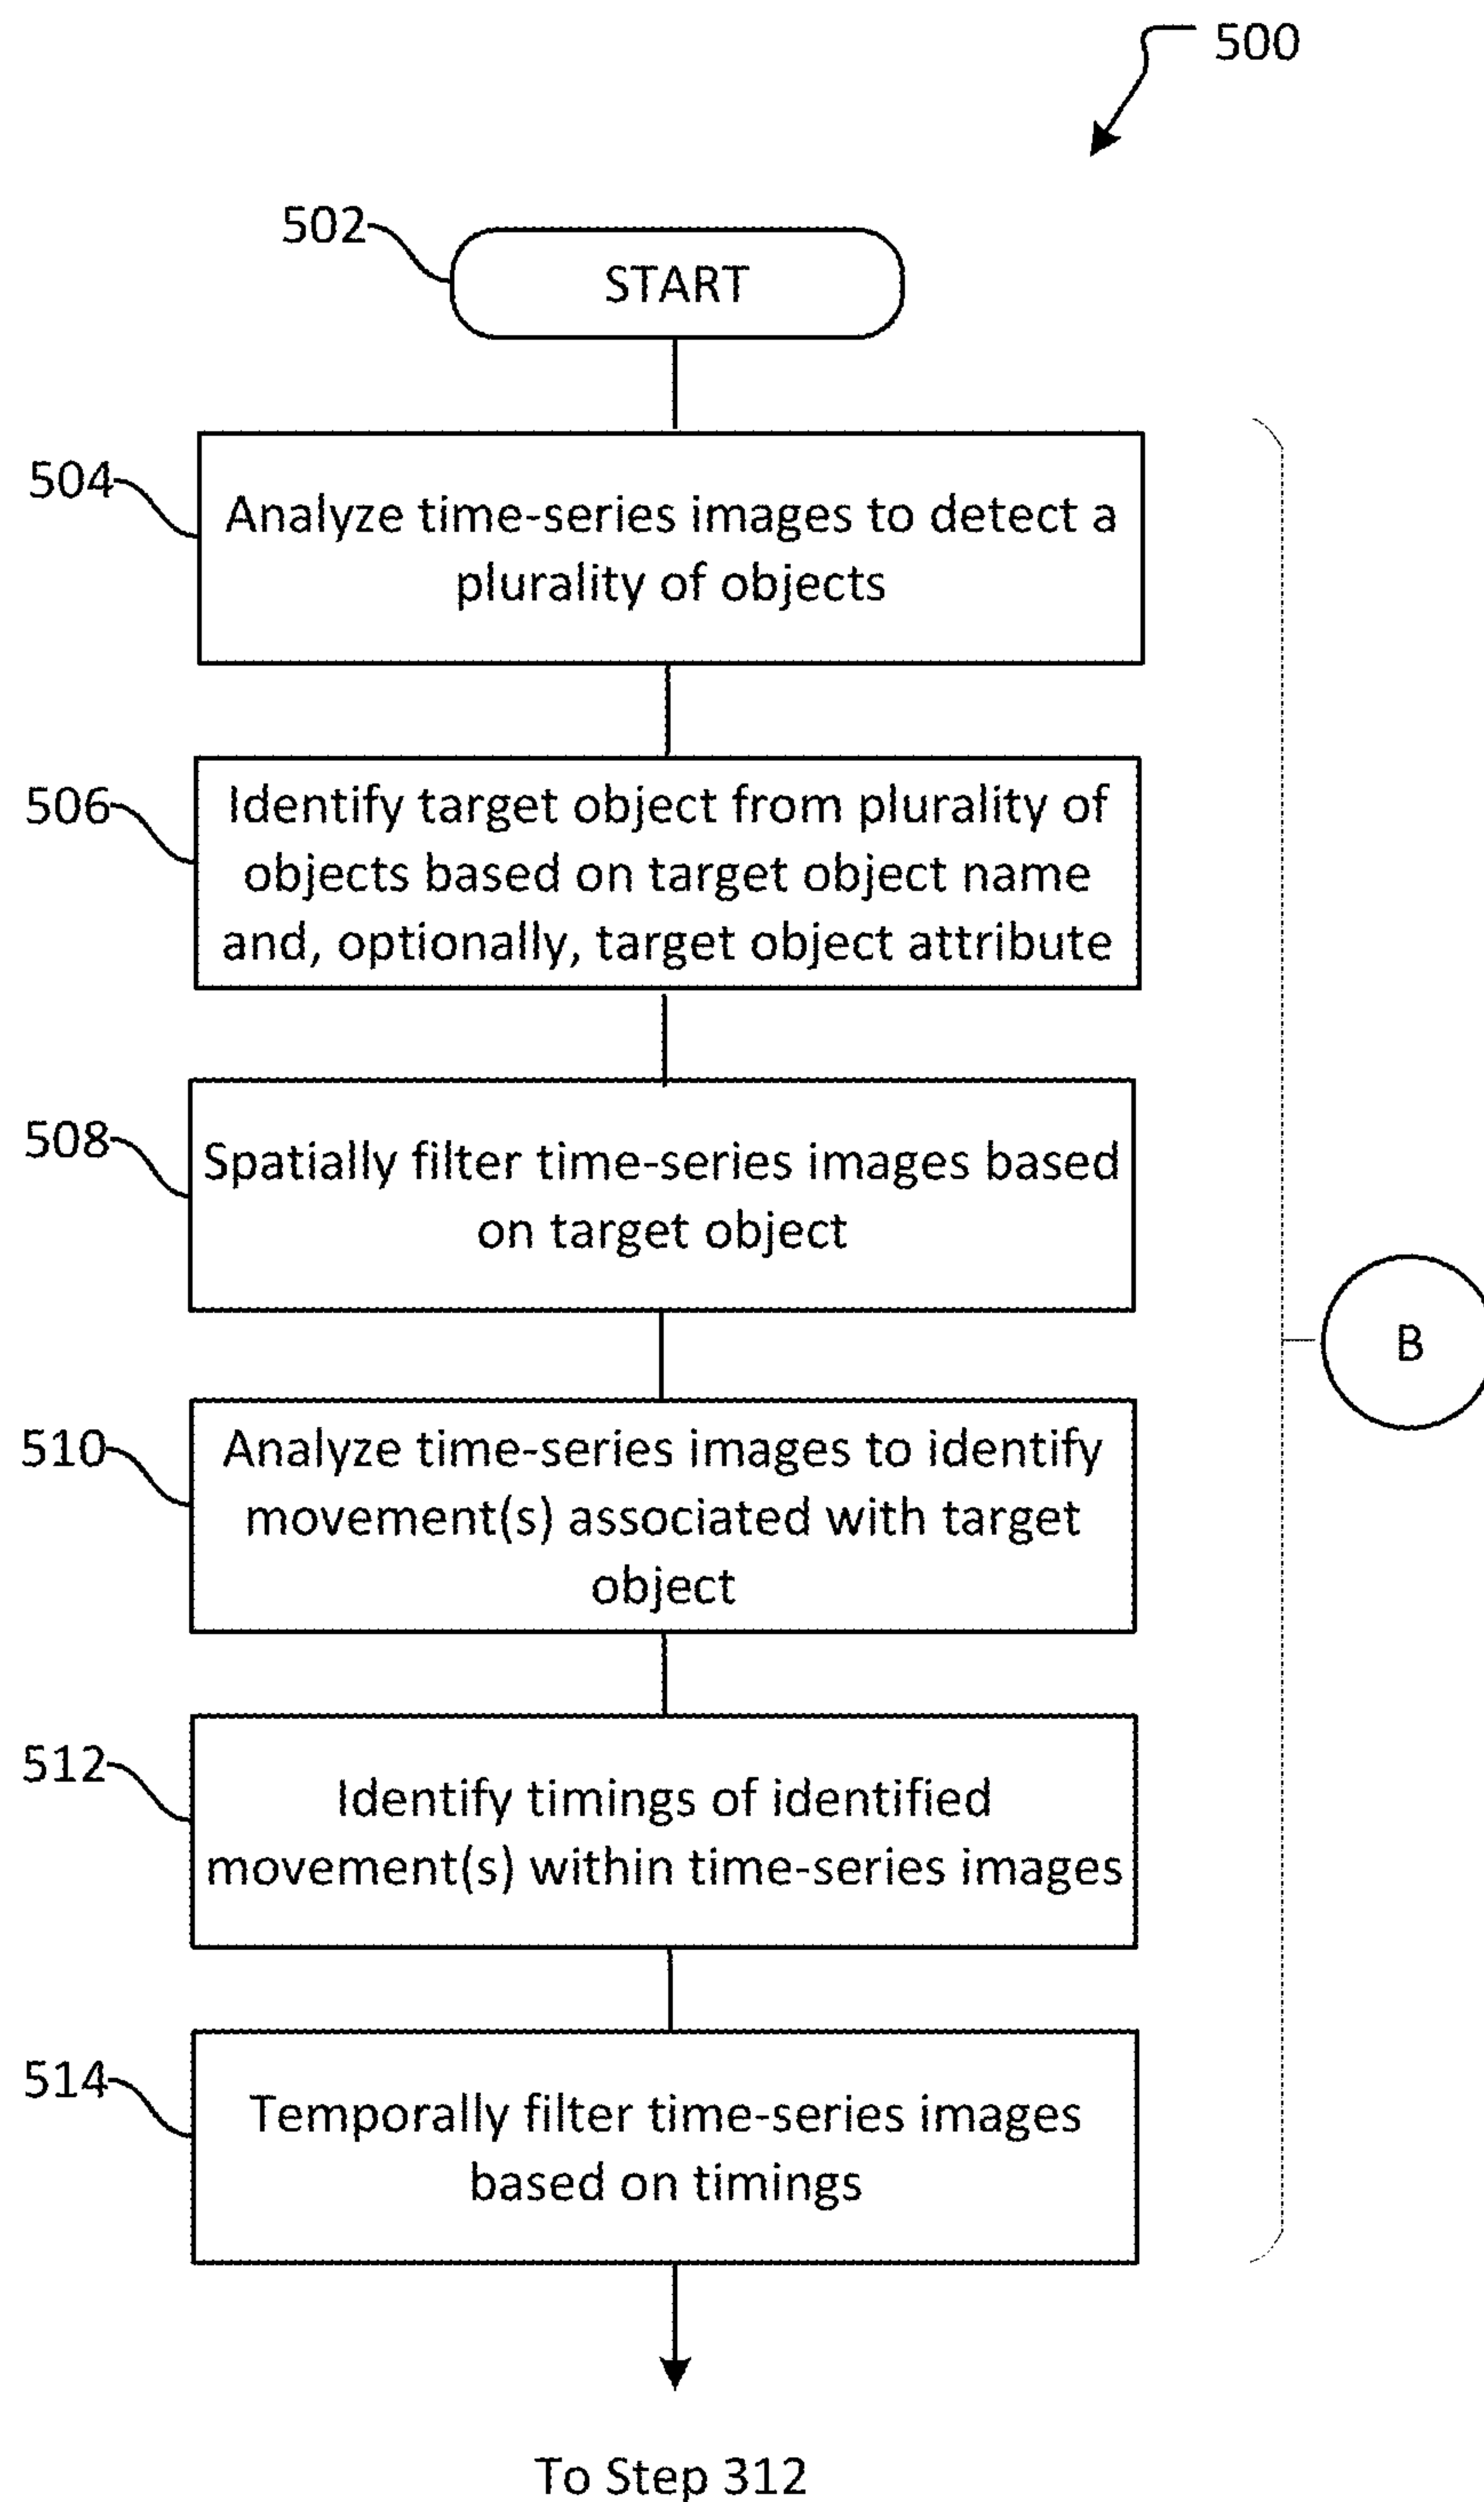 500
502
START
504
Analyze time-series images to detect a
plurality of objects
506
Identify target object from plurality of
objects based on target object name
and, optionally, target object attribute
508
Spatially filter time-series images based
on target object
B
510
Analyze time-series images to identify
movement(s) associated with target
object
512
Identify timings of identified
movement(s) within time-series images
514
Temporally filter time-series images
based on timings
To Step 312